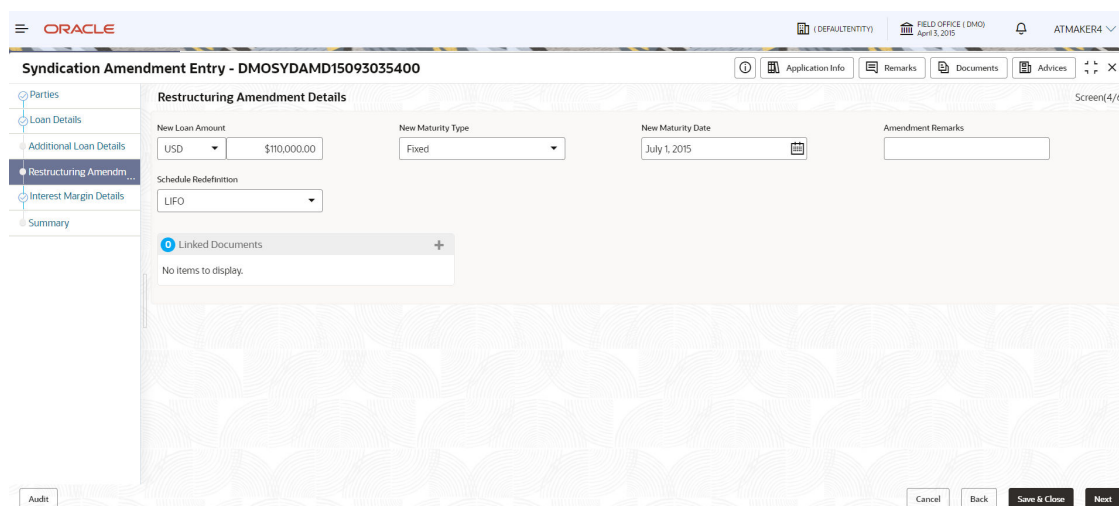 ORACLE
( DEFAULTENTITY)
FIELD OFFICE ( DMO)
April 3, 2015
ATMAKER4
Syndication Amendment Entry - DMOSYDAMD15093035400
Application Info
Remarks
Documents
Advices
Parties
Loan Details
Additional Loan Details
Restructuring Amendm...
Interest Margin Details
Summary
Restructuring Amendment Details
Screen(4/6
New Loan Amount
New Maturity Type
New Maturity Date
Amendment Remarks
USD
$110,000.00
Fixed
July 1, 2015
Schedule Redefinition
LIFO
0 Linked Documents
No items to display.
Audit
Cancel
Back
Save & Close
Next